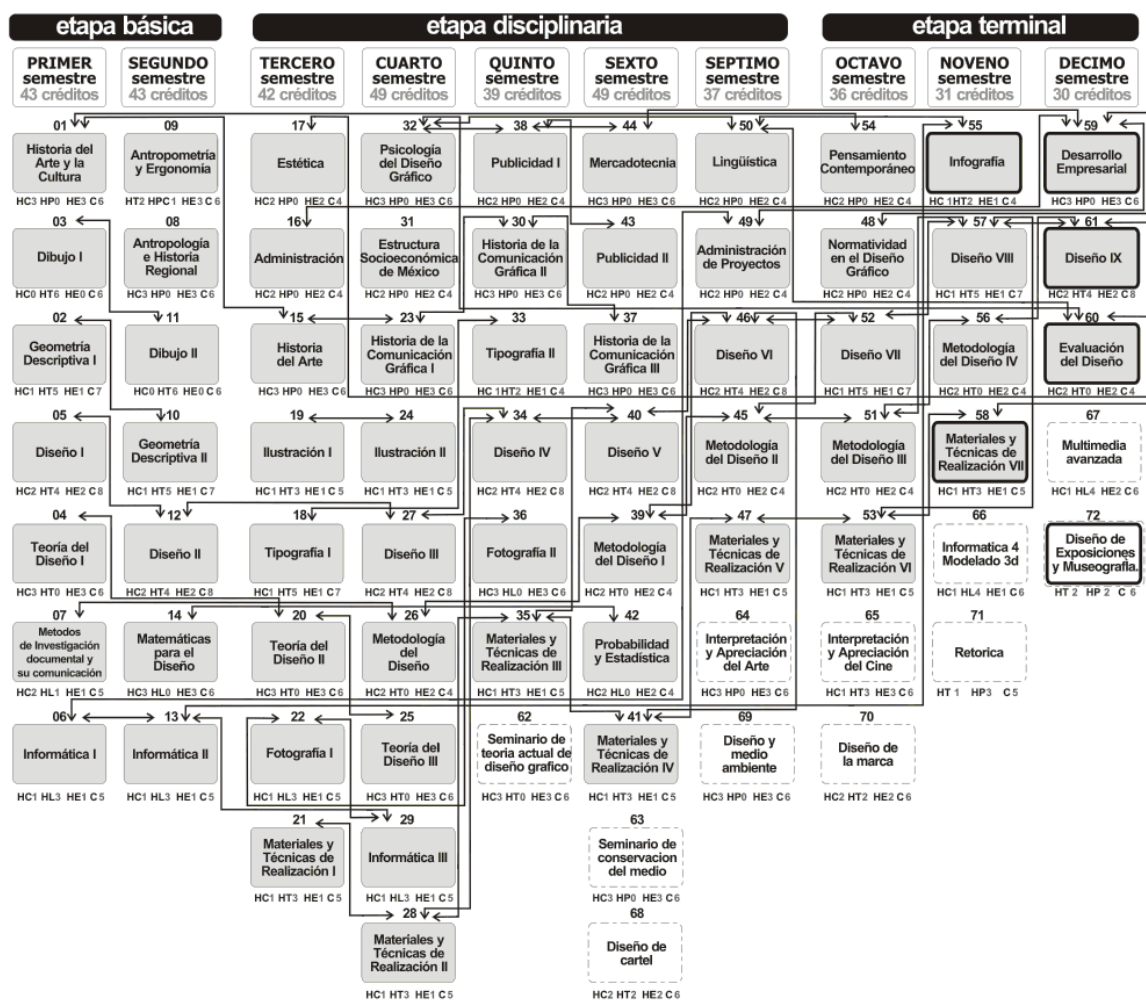 etapa básica etapa disciplinaria etapa terminal
PRIMER SEGUNDO TERCERO CUARTO QUINTO SEXTO SEPTIMO OCTAVO NOVENO DECIMO
semestre semestre semestre semestre semestre semestre semestre semestre semestre semestre
43 créditos 43 créditos 42 créditos 49 créditos 39 créditos 49 créditos 37 créditos 36 créditos 31 créditos 30 créditos
01 09 17 32 38 44 50 54 55 59
Historia del Antropometría Estética Psicología Publicidad I Mercadotecnia Lingüística Pensamiento Infografía Desarrollo
Arte y la y Ergonomía del Diseño Contemporáneo Empresarial
Cultura Gráfico
HC3 HP0 HE3 C6 HT2 HPC1 HE3 C6 HC2 HP0 HE2 C4 HC3 HP0 HE3 C6 HC2 HP0 HE2 C4 HC3 HP0 HE3 C6 HC2 HP0 HE2 C4 HC2 HP0 HE2 C4 HC1 HT2 HE1 C4 HC3 HP0 HE3 C6
03 08 16 31 30 43 49 48 57 61
Dibujo I Antropología Administración Estructura Historia de la Publicidad II Administración Normatividad Diseño VIII Diseño IX
e Historia Socioeconómica Comunicación de Proyectos en el Diseño
Regional de México Gráfica II Gráfico
HC0 HT6 HE0 C6 HC3 HP0 HE3 C6 HC2 HP0 HE2 C4 HC2 HP0 HE2 C4 HC3 HP0 HE3 C6 HC2 HP0 HE2 C4 HC2 HP0 HE2 C4 HC2 HP0 HE2 C4 HC1 HT5 HE1 C7 HC2 HT4 HE2 C8
02 11 15 23 33 37 46 52 56 60
Geometría Dibujo II Historia Historia de la Tipografía II Historia de la Diseño VI Diseño VII Metodología Evaluación
Descriptiva I del Arte Comunicación Comunicación del Diseño IV del Diseño
Gráfica I Gráfica III
HC1 HT5 HE1 C7 HC0 HT6 HE0 C6 HC3 HP0 HE3 C6 HC3 HP0 HE3 C6 HC1 HT2 HE1 C4 HC3 HP0 HE3 C6 HC2 HT4 HE2 C8 HC1 HT5 HE1 C7 HC2 HT0 HE2 C4 HC2 HT0 HE2 C4
05 10 19 24 34 40 45 51 58 67
Diseño I Geometría Ilustración I Ilustración II Diseño IV Diseño V Metodología Metodología Materiales y Multimedia
Descriptiva II del Diseño II del Diseño III Técnicas de avanzada
Realización VII
HC2 HT4 HE2 C8 HC1 HT5 HE1 C7 HC1 HT3 HE1 C5 HC1 HT3 HE1 C5 HC2 HT4 HE2 C8 HC2 HT4 HE2 C8 HC2 HT0 HE2 C4 HC2 HT0 HE2 C4 HC1 HT3 HE1 C5 HC1 HL4 HE2 C6
04 12 18 27 36 39 47 53 66 72
Teoría del Diseño II Tipografía I Diseño III Fotografía II Metodología Materiales y Materiales y Informatica 4 Diseño de
Diseño I del Diseño I Técnicas de Técnicas de Modelado 3d Exposiciones
Realización V Realización VI y Museografía.
HC3 HT0 HE3 C6 HC2 HT4 HE2 C8 HC1 HT5 HE1 C7 HC2 HT4 HE2 C8 HC3 HL0 HE3 C6 HC2 HT0 HE2 C4 HC1 HT3 HE1 C5 HC1 HT3 HE1 C5 HC1 HL4 HE1 C6 HT 2 HP 2 C 6
07 14 20 26 35 42 64 65 71
Metodos Matemáticas Teoría del Metodología Materiales y Probabilidad Interpretación Interpretación Retorica
de Investigación para el Diseño II del Técnicas de y Estadística y Apreciación y Apreciación
documental y Diseño Diseño Realización III del Arte del Cine
su comunicación
HC2 HL1 HE1 C5 HC3 HL0 HE3 C6 HC3 HT0 HE3 C6 HC2 HT0 HE2 C4 HC1 HT3 HE1 C5 HC2 HL0 HE2 C4 HC3 HP0 HE3 C6 HC1 HT3 HE3 C6 HT 1 HP3 C5
06 13 22 25 62 41 69 70
Informática I Informática II Fotografía I Teoría del Seminario de Materiales y Diseño y Diseño de
Diseño III teoria actual de Técnicas de medio la marca
diseño grafico Realización IV ambiente
HC1 HL3 HE1 C5 HC1 HL3 HE1 C5 HC1 HL3 HE1 C5 HC3 HT0 HE3 C6 HC3 HT0 HE3 C6 HC1 HT3 HE1 C5 HC3 HP0 HE3 C6 HC2 HT2 HE2 C6
21 29 63
Materiales y Informática III Seminario de
Técnicas de conservacion
Realización I del medio
HC1 HT3 HE1 C5 HC1 HL3 HE1 C5 HC3 HP0 HE3 C6
28 68
Materiales y Diseño de
Técnicas de cartel
Realización II
HC1 HT3 HE1 C5 HC2 HT2 HE2 C6